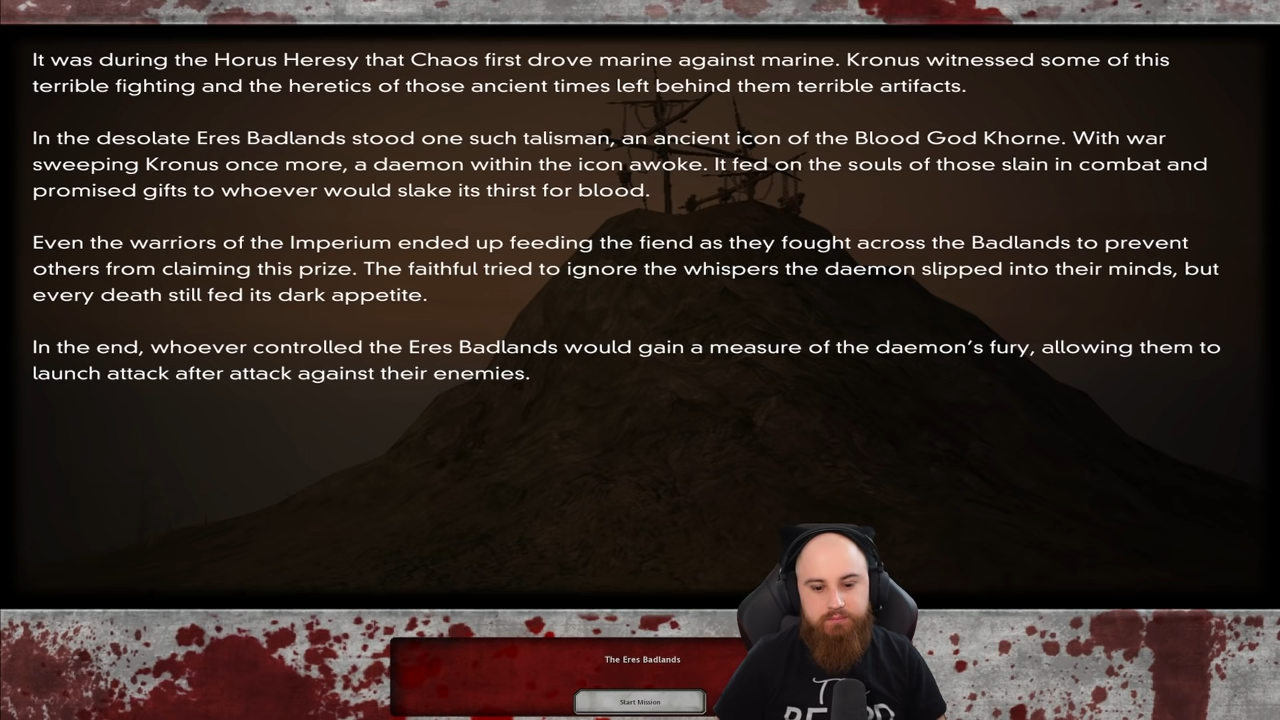 It was during the Horus Heresy that Chaos first drove marine against marine. Kronus witnessed some of this
terrible fighting and the heretics of those ancient times left behind them terrible artifacts.
In the desolate Eres Badlands stood one such talisman, an ancient icon of the Blood God Khorne. With war
sweeping Kronus once more, a daemon within the icon awoke. It fed on the souls of those slain in combat and
promised gifts to whoever would slake its thirst for blood.
Even the warriors of the Imperium ended up feeding the fiend as they fought across the Badlands to prevent
others from claiming this prize. The faithful tried to ignore the whispers the daemon slipped into their minds, but
every death still fed its dark appetite.
In the end, whoever controlled the Eres Badlands would gain a measure of the daemon's fury, allowing them to
launch attack after attack against their enemies.
The Eres Badlands
Start Mission